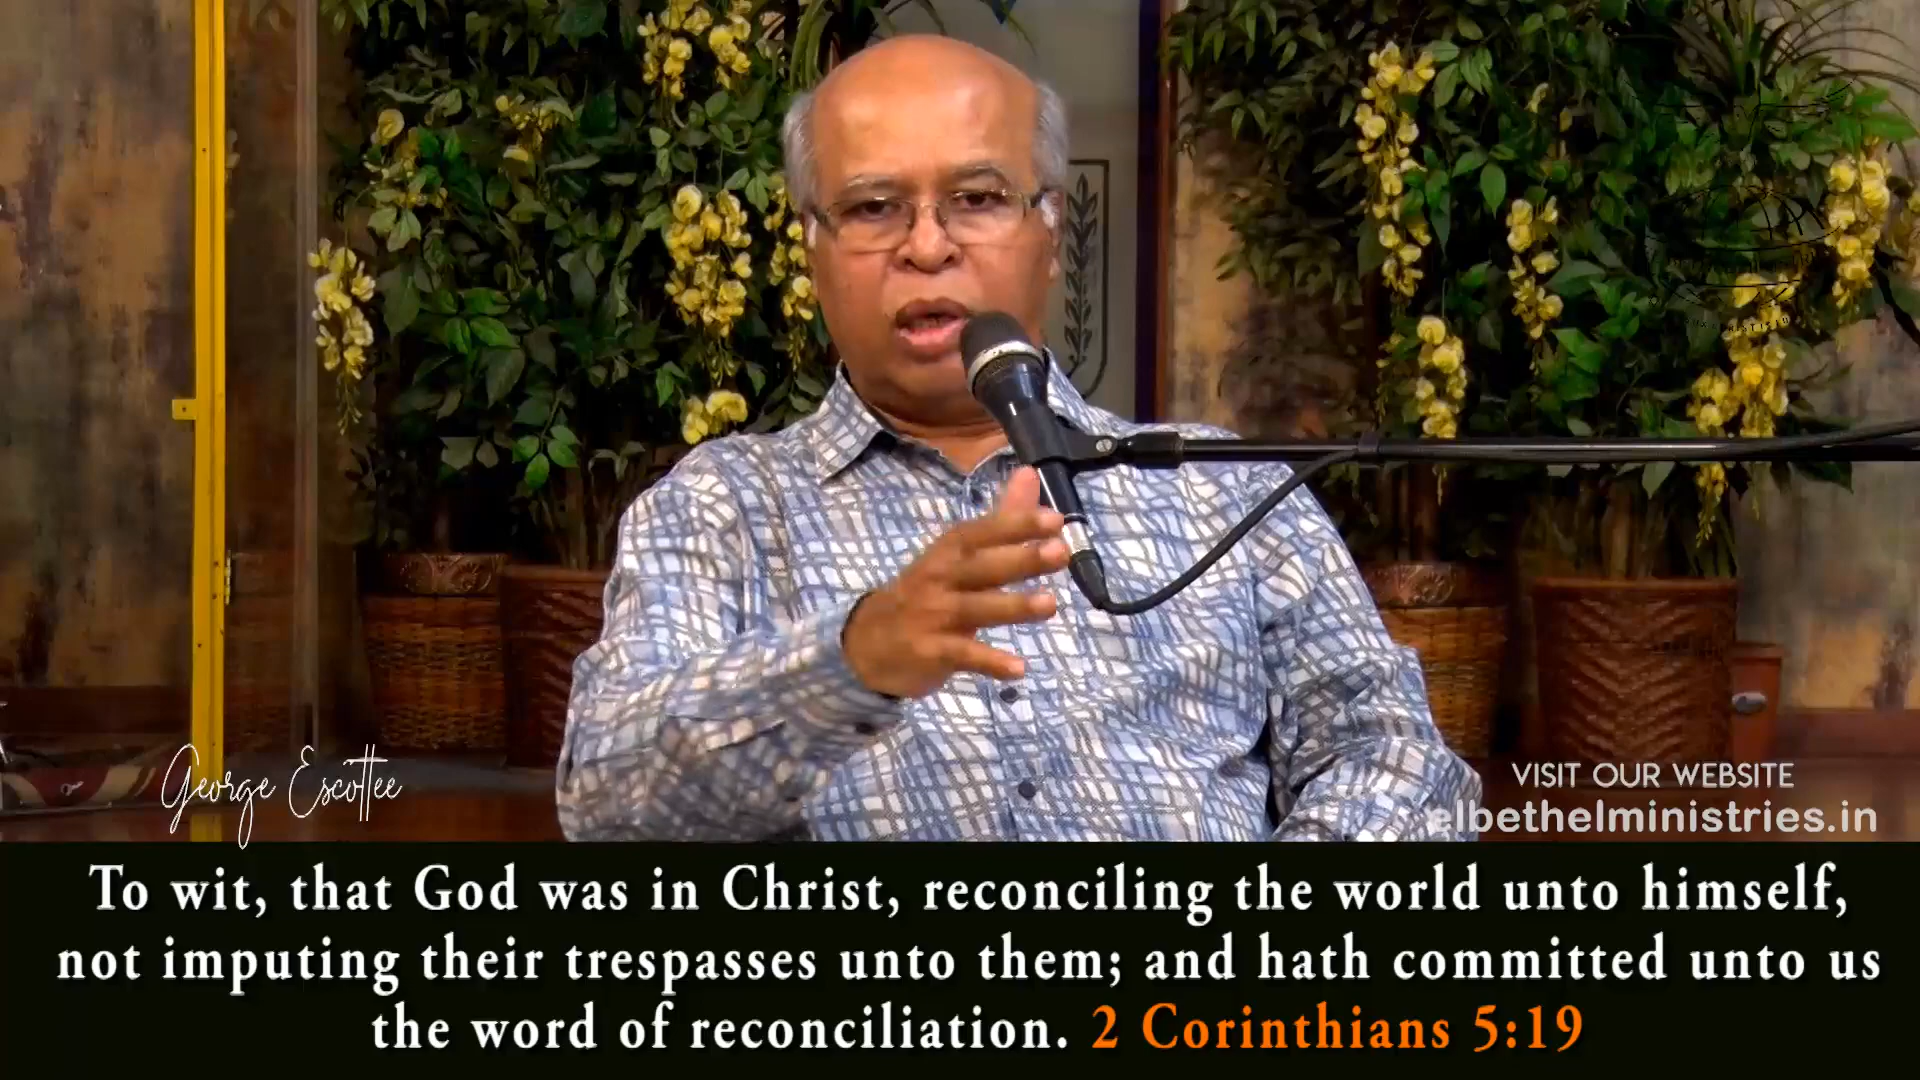 George Escottee
VISIT OUR WEBSITE
elbethelministries.in
To wit, that God was in Christ, reconciling the world unto himself,
not imputing their trespasses unto them; and hath committed unto us
the word of reconciliation. 2 Corinthians 5:19